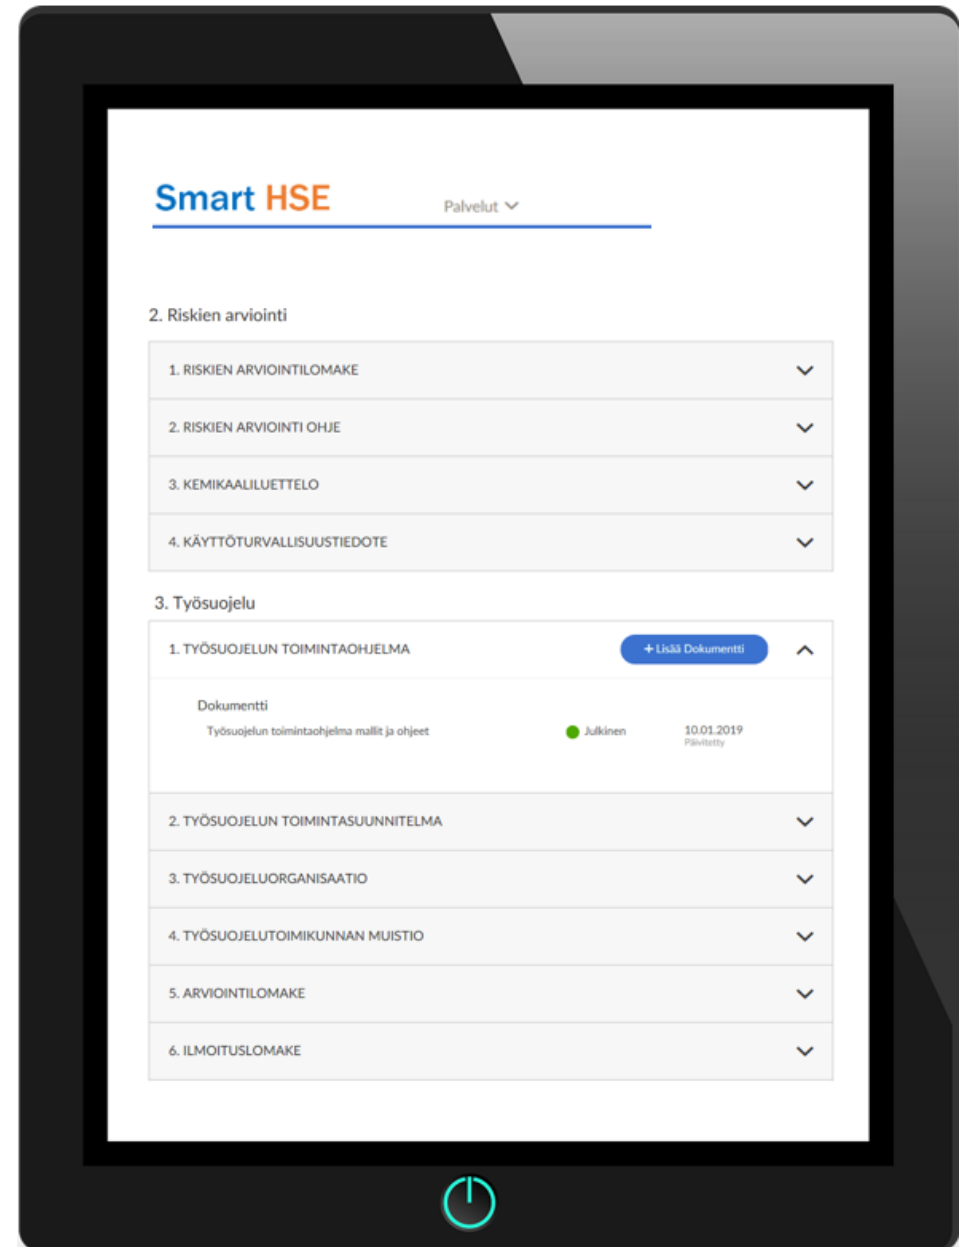 Smart HSE
Palvelut
2. Riskien arviointi
1. RISKIEN ARVIOINTILOMAKE
2. RISKIEN ARVIOINTI OHJE
3. KEMIKAALILUETTELO
4. KÄYTTÖTURVALLISUUSTIEDOTE
3. Työsuojelu
1. TYÖSUOJELUN TOIMINTAOHJELMA
+ Lisää Dokumentti
Dokumentti
Työsuojelun toimintaohjelma mallit ja ohjeet
Julkinen
10.01.2019
Päivitetty
2. TYÖSUOJELUN TOIMINTASUUNNITELMA
3. TYÖSUOJELUORGANISAATIO
4. TYÖSUOJELUTOIMIKUNNAN MUISTIO
5. ARVIOINTILOMAKE
6. ILMOITUSLOMAKE